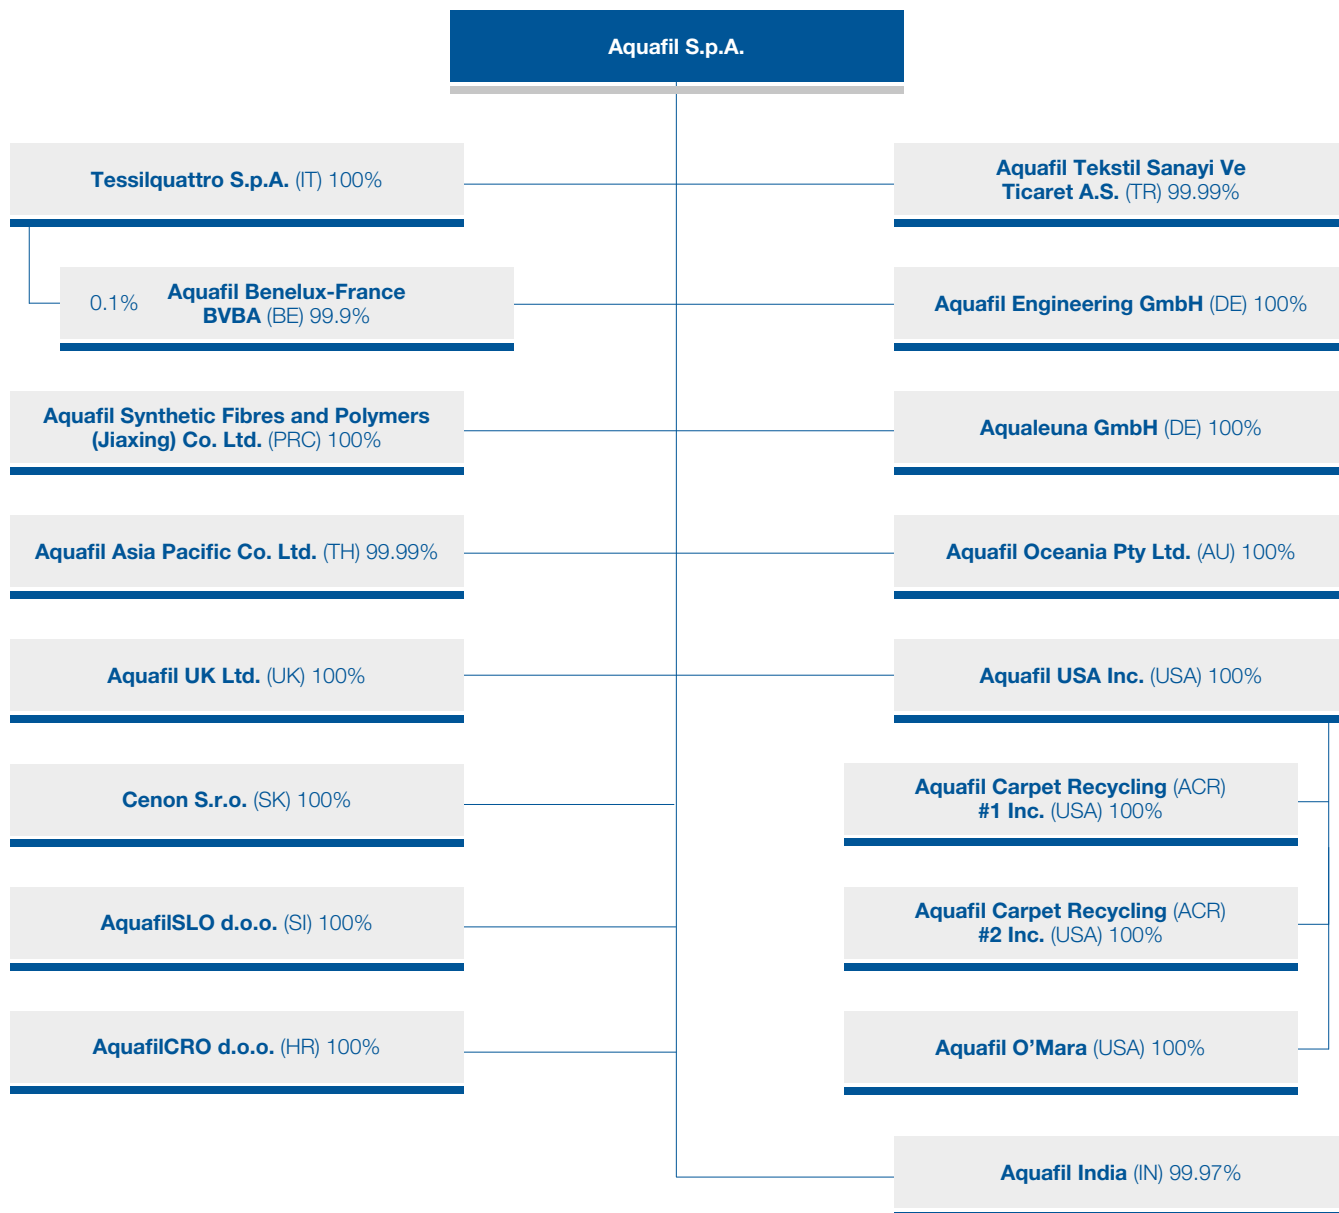 Aquafil S.p.A.
Tessilquattro S.p.A. (IT) 100%
Aquafil Tekstil Sanayi Ve
Ticaret A.S. (TR) 99.99%
0.1%
Aquafil Benelux-France
BVBA (BE) 99.9%
Aquafil Engineering GmbH (DE) 100%
Aquafil Synthetic Fibres and Polymers
(Jiaxing) Co. Ltd. (PRC) 100%
Aqualeuna GmbH (DE) 100%
Aquafil Asia Pacific Co. Ltd. (TH) 99.99%
Aquafil Oceania Pty Ltd. (AU) 100%
Aquafil UK Ltd. (UK) 100%
Aquafil USA Inc. (USA) 100%
Cenon S.r.o. (SK) 100%
Aquafil Carpet Recycling (ACR)
#1 Inc. (USA) 100%
AquafilSLO d.o.o. (SI) 100%
Aquafil Carpet Recycling (ACR)
#2 Inc. (USA) 100%
AquafilCRO d.o.o. (HR) 100%
Aquafil O’Mara (USA) 100%
Aquafil India (IN) 99.97%